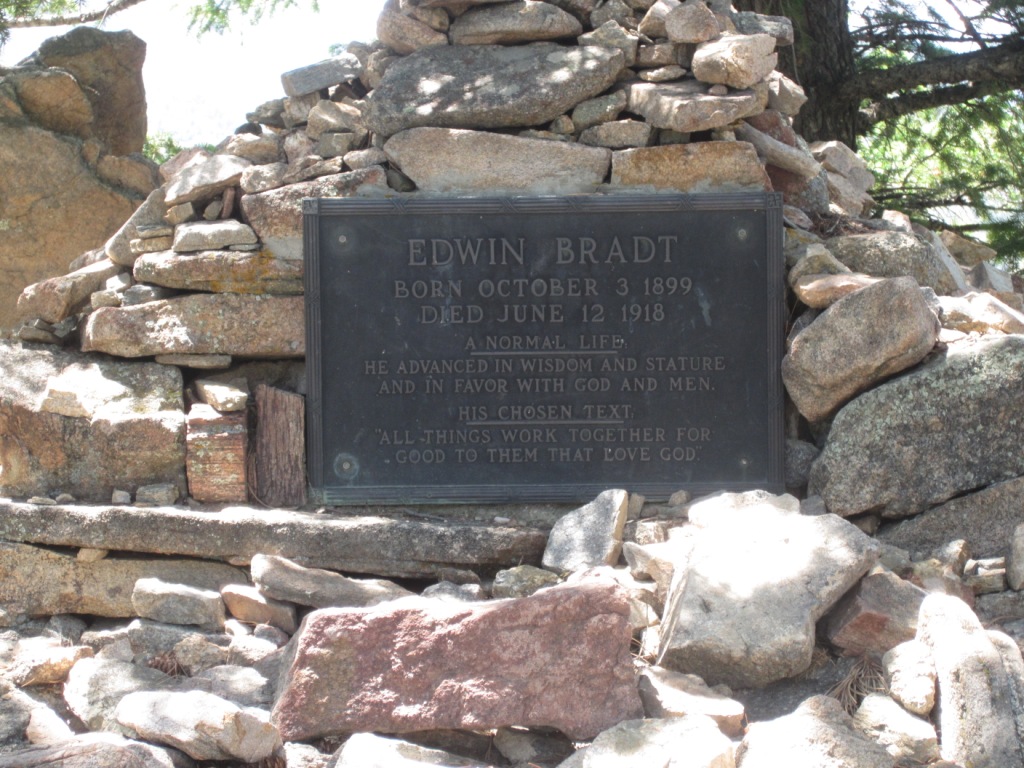 EDWIN BRADT
BORN OCTOBER 3 1899
DIED JUNE 12 1918
A NORMAL LIFE,
HE ADVANCED IN WISDOM AND STATURE
AND IN FAVOR WITH GOD AND MEN.
HIS CHOSEN TEXT,
"ALL THINGS WORK TOGETHER FOR
GOOD TO THEM THAT LOVE GOD."